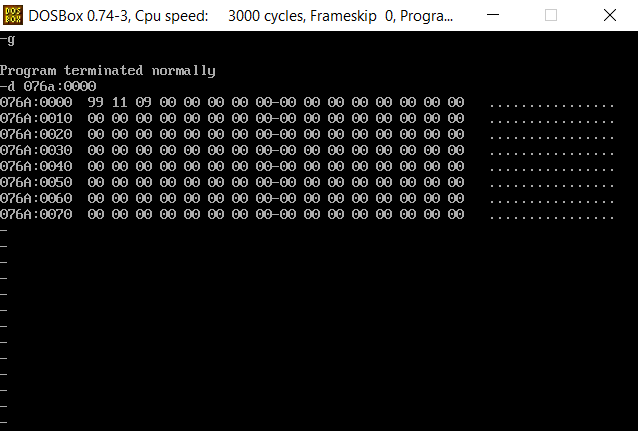 DOS BOX DOSBox 0.74-3, Cpu speed: 3000 cycles, Frameskip 0, Progra...
-g
Program terminated normally
-d 076a:0000
076A:0000 99 11 09 00 00 00 00 00-00 00 00 00 00 00 00 00 ................
076A:0010 00 00 00 00 00 00 00 00-00 00 00 00 00 00 00 00 ................
076A:0020 00 00 00 00 00 00 00 00-00 00 00 00 00 00 00 00 ................
076A:0030 00 00 00 00 00 00 00 00-00 00 00 00 00 00 00 00 ................
076A:0040 00 00 00 00 00 00 00 00-00 00 00 00 00 00 00 00 ................
076A:0050 00 00 00 00 00 00 00 00-00 00 00 00 00 00 00 00 ................
076A:0060 00 00 00 00 00 00 00 00-00 00 00 00 00 00 00 00 ................
076A:0070 00 00 00 00 00 00 00 00-00 00 00 00 00 00 00 00 ................
-
-
-
-
-
-
-
-
-
-
-
-
-